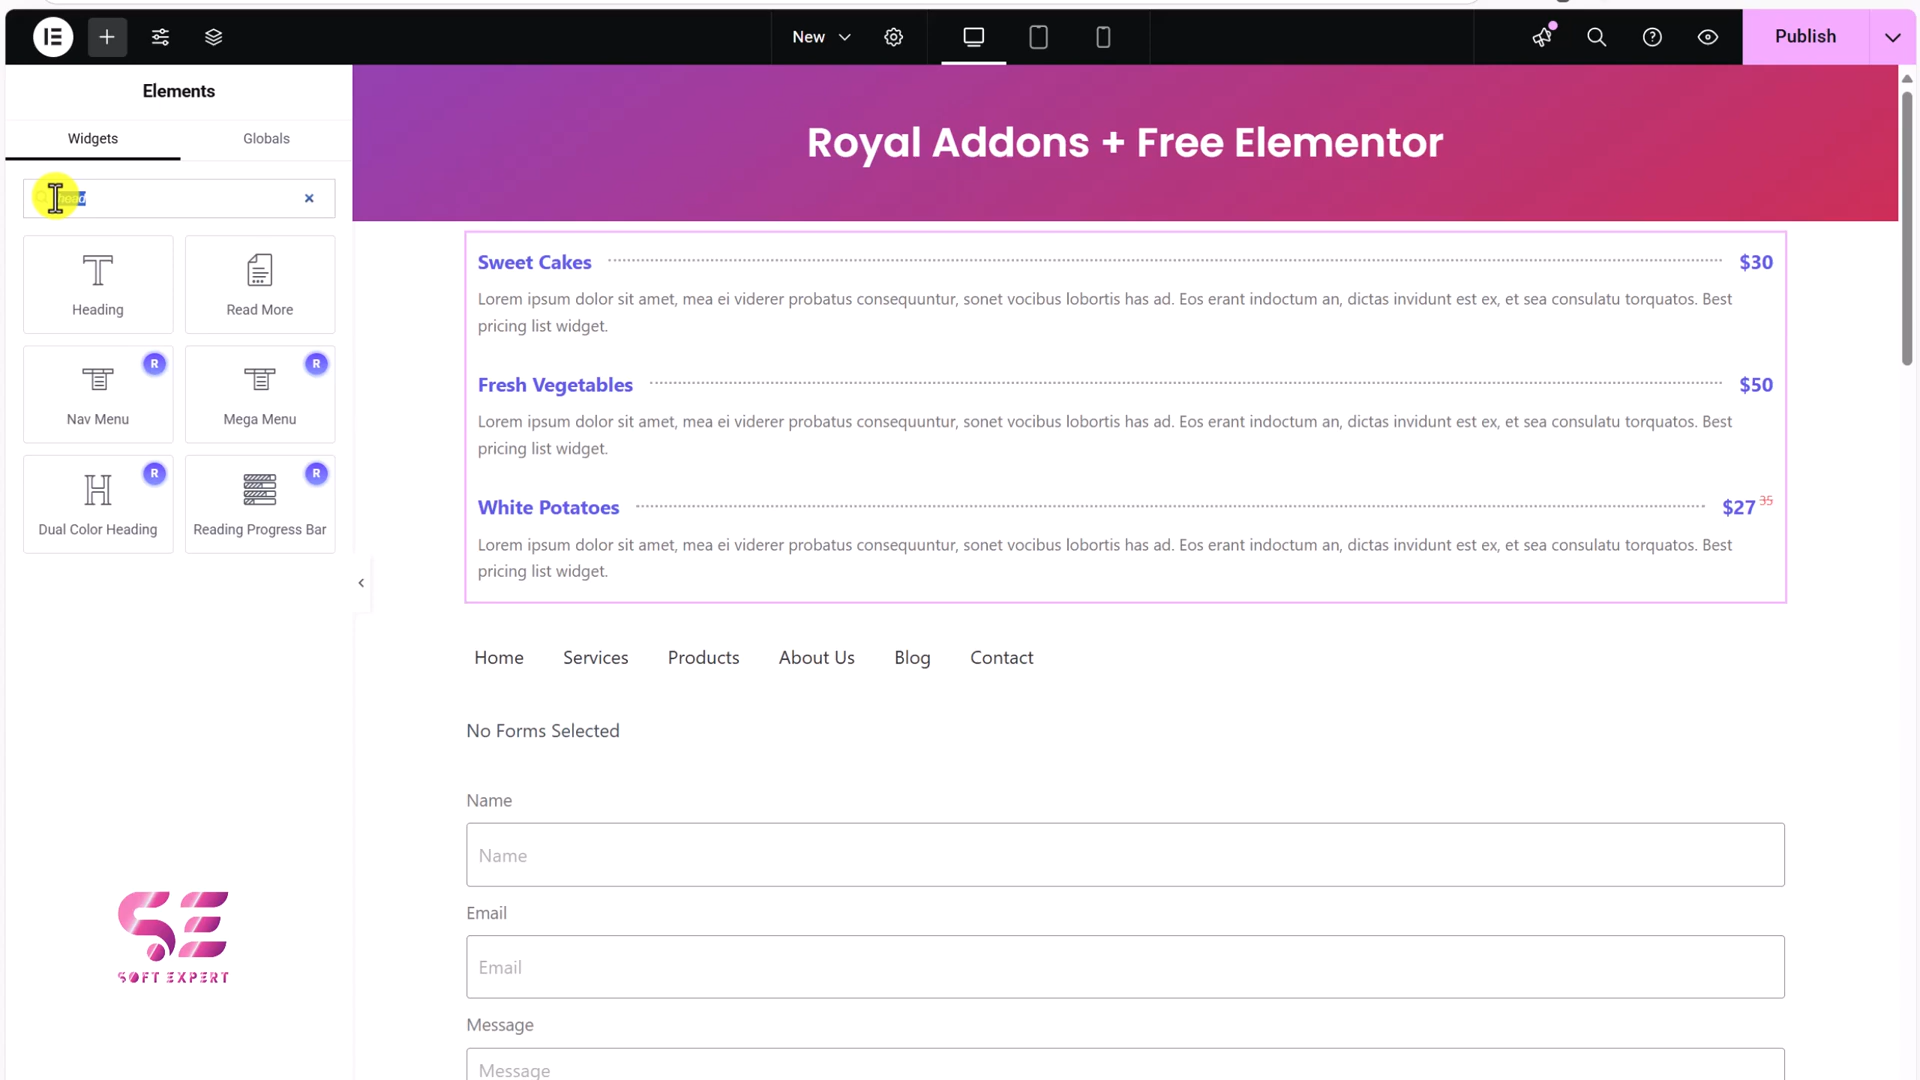 New
Publish
Elements
Widgets
Globals
head
Heading
Read More
R
Nav Menu
R
Mega Menu
R
Dual Color Heading
R
Reading Progress Bar
SE
SOFT EXPERT
Royal Addons + Free Elementor
Sweet Cakes $30
Lorem ipsum dolor sit amet, mea ei viderer probatus consequuntur, sonet vocibus lobortis has ad. Eos erant indoctum an, dictas invidunt est ex, et sea consulatu torquatos. Best
pricing list widget.
Fresh Vegetables $50
Lorem ipsum dolor sit amet, mea ei viderer probatus consequuntur, sonet vocibus lobortis has ad. Eos erant indoctum an, dictas invidunt est ex, et sea consulatu torquatos. Best
pricing list widget.
White Potatoes $27 35
Lorem ipsum dolor sit amet, mea ei viderer probatus consequuntur, sonet vocibus lobortis has ad. Eos erant indoctum an, dictas invidunt est ex, et sea consulatu torquatos. Best
pricing list widget.
Home Services Products About Us Blog Contact
No Forms Selected
Name
Name
Email
Email
Message
Message